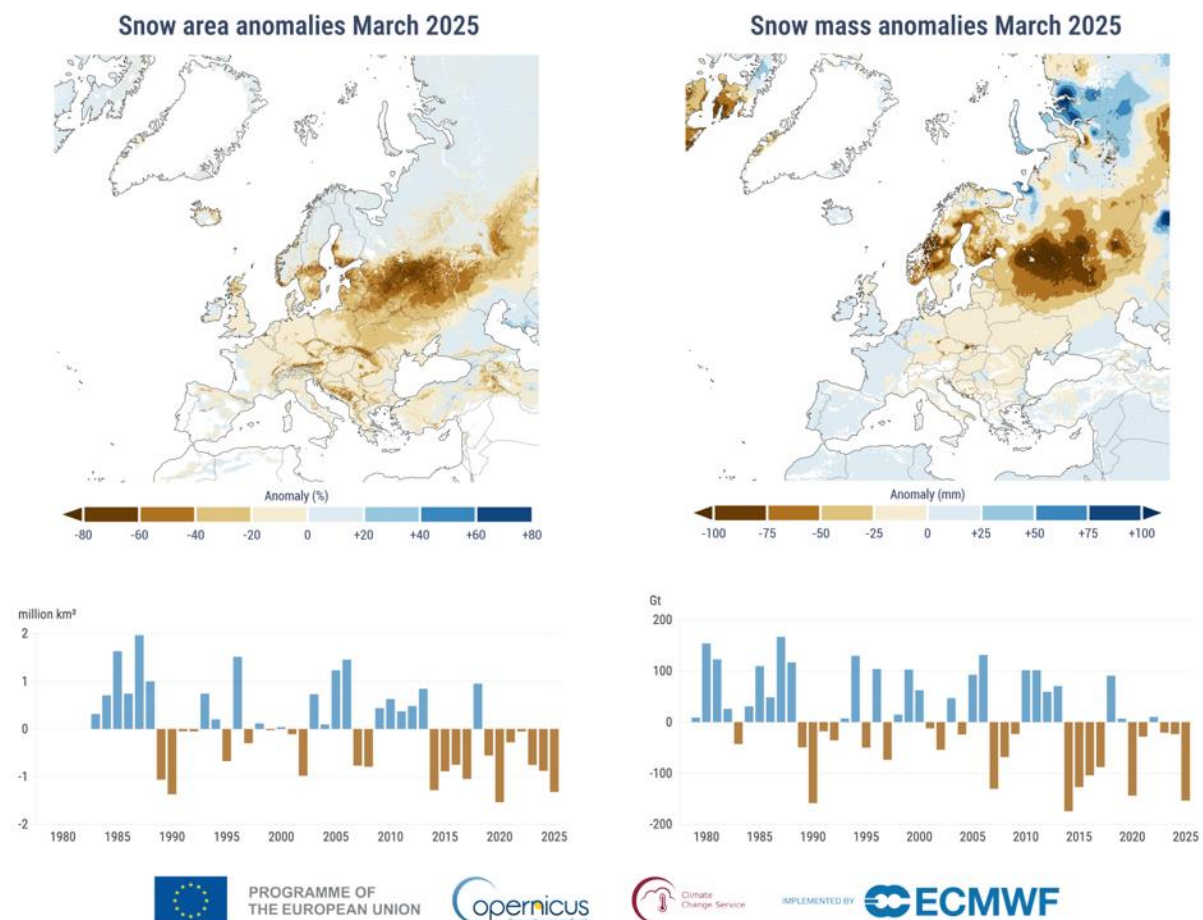 Snow area anomalies March 2025
Snow mass anomalies March 2025
Anomaly (%)
-80 -60 -40 -20 0 +20 +40 +60 +80
Anomaly (mm)
-100 -75 -50 -25 0 +25 +50 +75 +100
million km²
2
1
0
-1
-2
1980 1985 1990 1995 2000 2005 2010 2015 2020 2025
Gt
200
100
0
-100
-200
1980 1985 1990 1995 2000 2005 2010 2015 2020 2025
PROGRAMME OF
THE EUROPEAN UNION
opernicus
Climate
Change Service
IMPLEMENTED BY
ECMWF